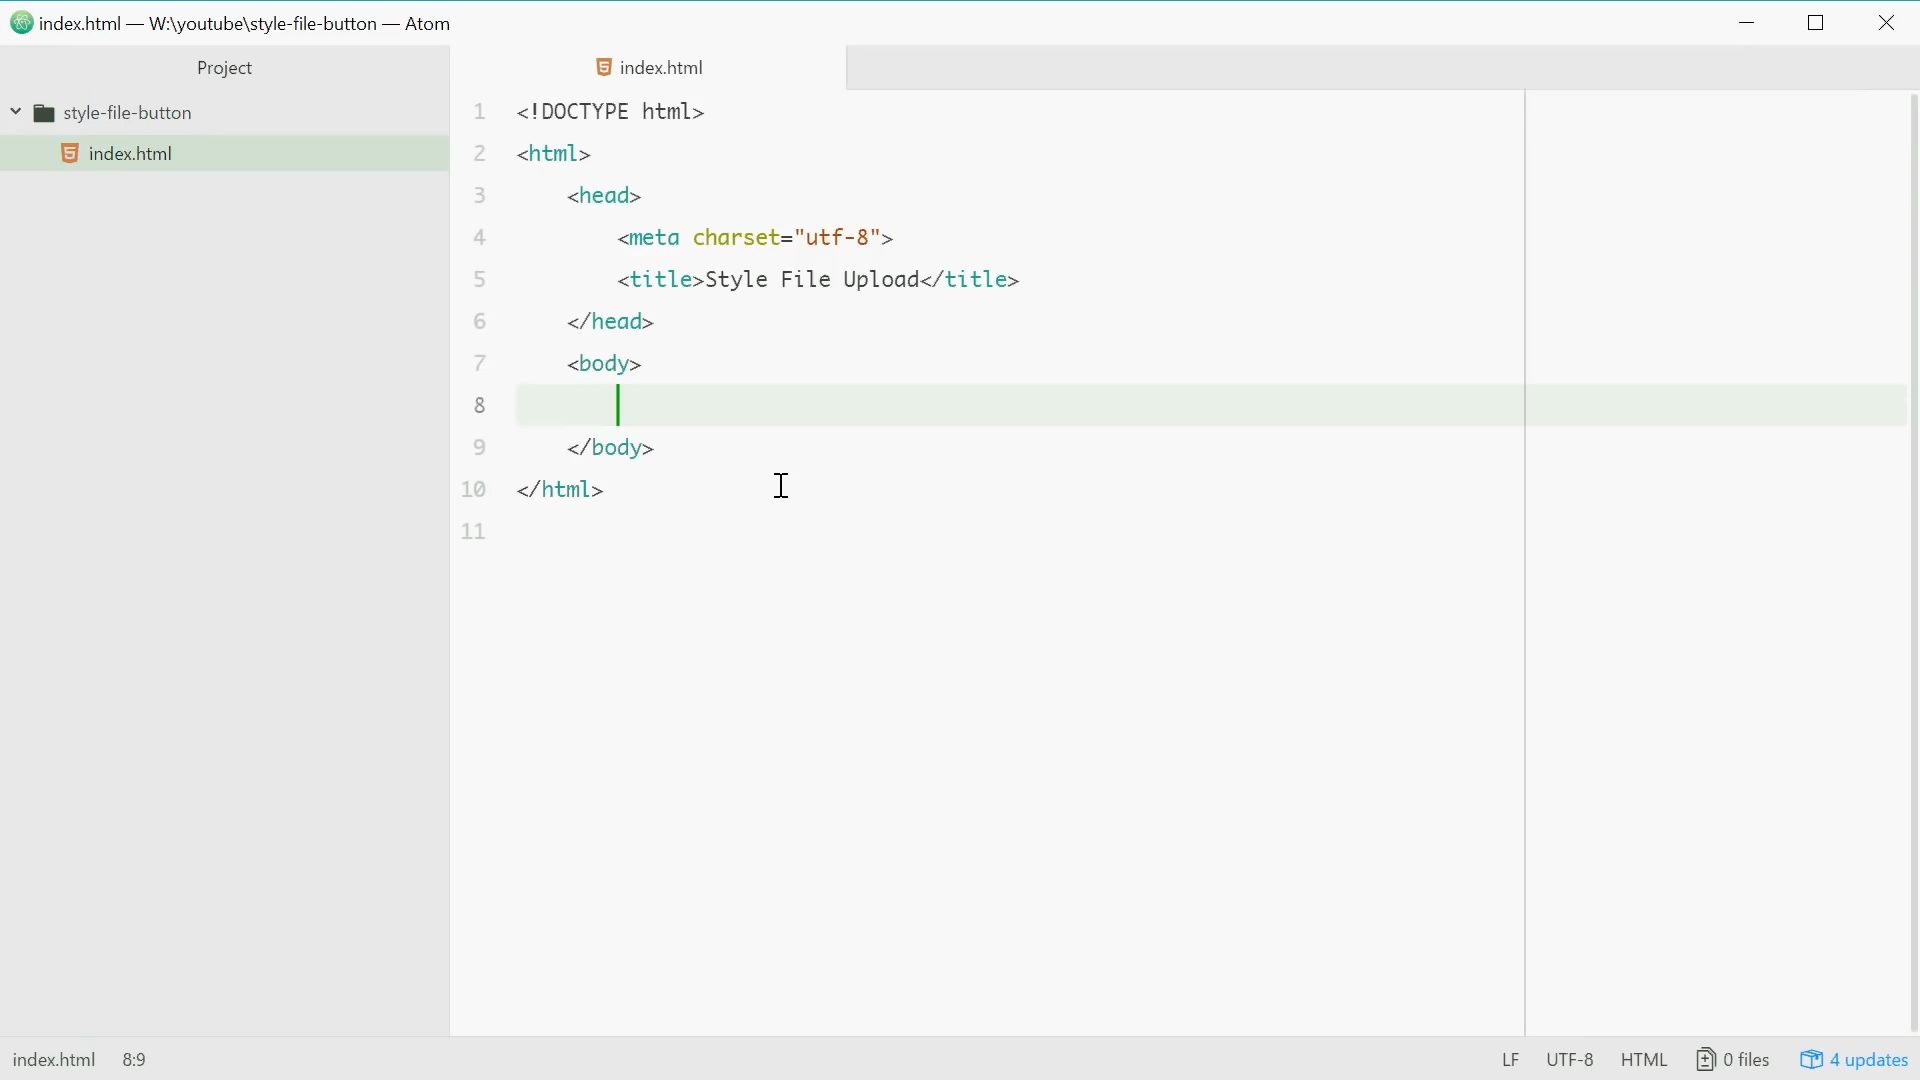 index.html — W:\youtube\style-file-button — Atom
Project
index.html
style-file-button
index.html
1 <!DOCTYPE html>
2 <html>
3 <head>
4 <meta charset="utf-8">
5 <title>Style File Upload</title>
6 </head>
7 <body>
8
9 </body>
10 </html>
11
index.html 8:9 LF UTF-8 HTML 0 files 4 updates